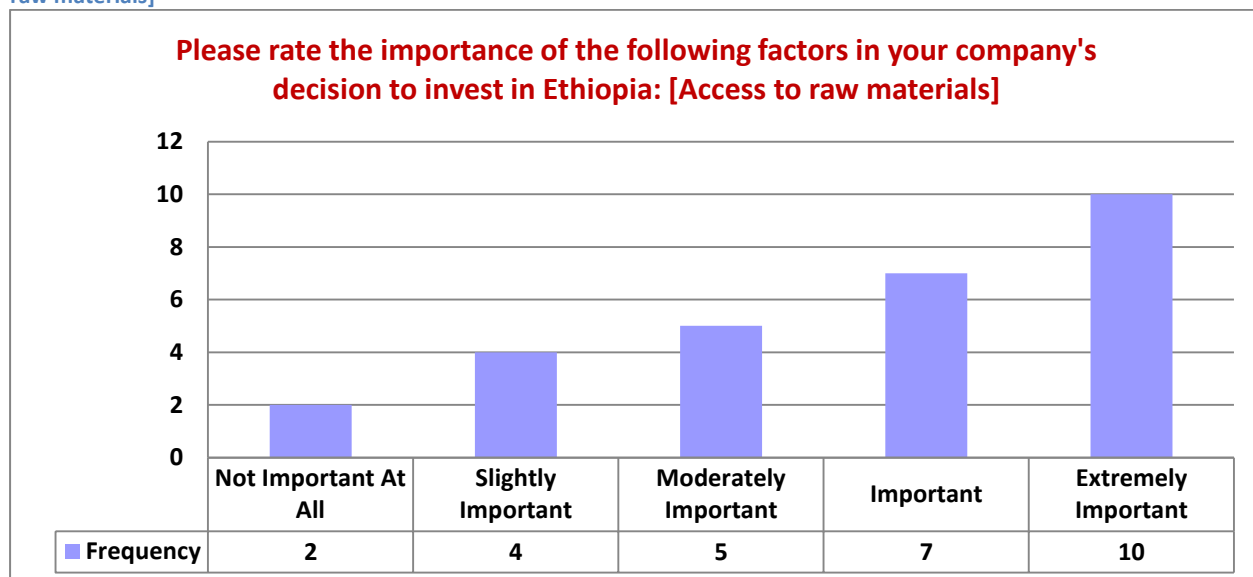 raw materials]
Please rate the importance of the following factors in your company's
decision to invest in Ethiopia: [Access to raw materials]
12
10
8
6
4
2
0
Not Important At
All
Slightly
Important
Moderately
Important
Important
Extremely
Important
Frequency 2 4 5 7 10